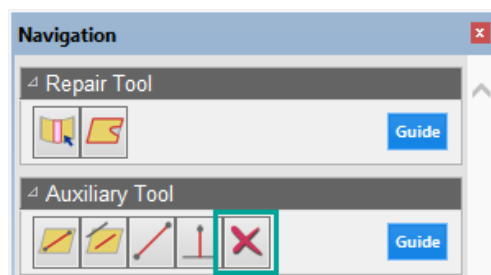 Navigation
x
Repair Tool
Guide
Auxiliary Tool
Guide